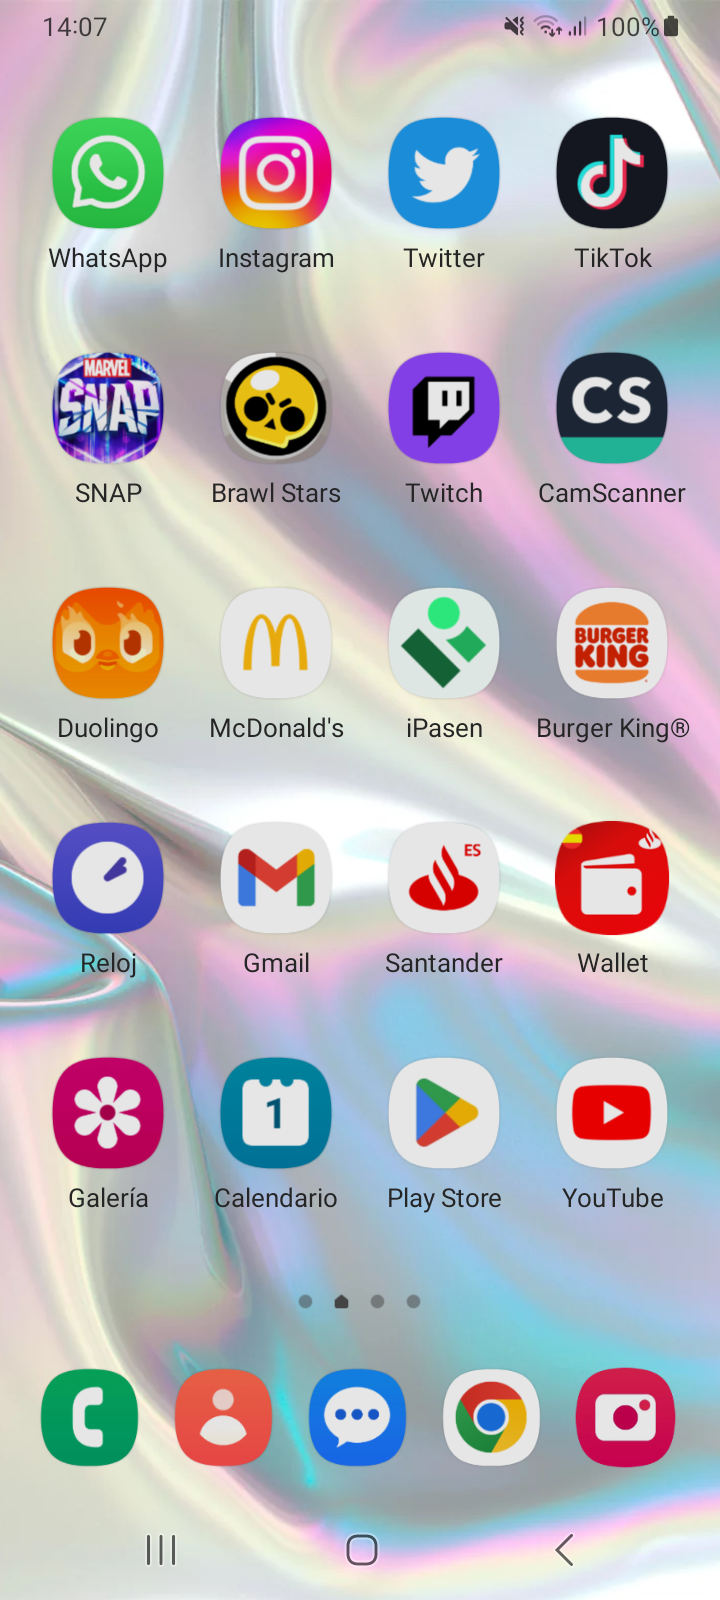 14:07 100%
WhatsApp Instagram Twitter TikTok
MARVEL
SNAP CS
SNAP Brawl Stars Twitch CamScanner
BURGER
KING
Duolingo McDonald's iPasen Burger King®
ES
Reloj Gmail Santander Wallet
1
Galería Calendario Play Store YouTube